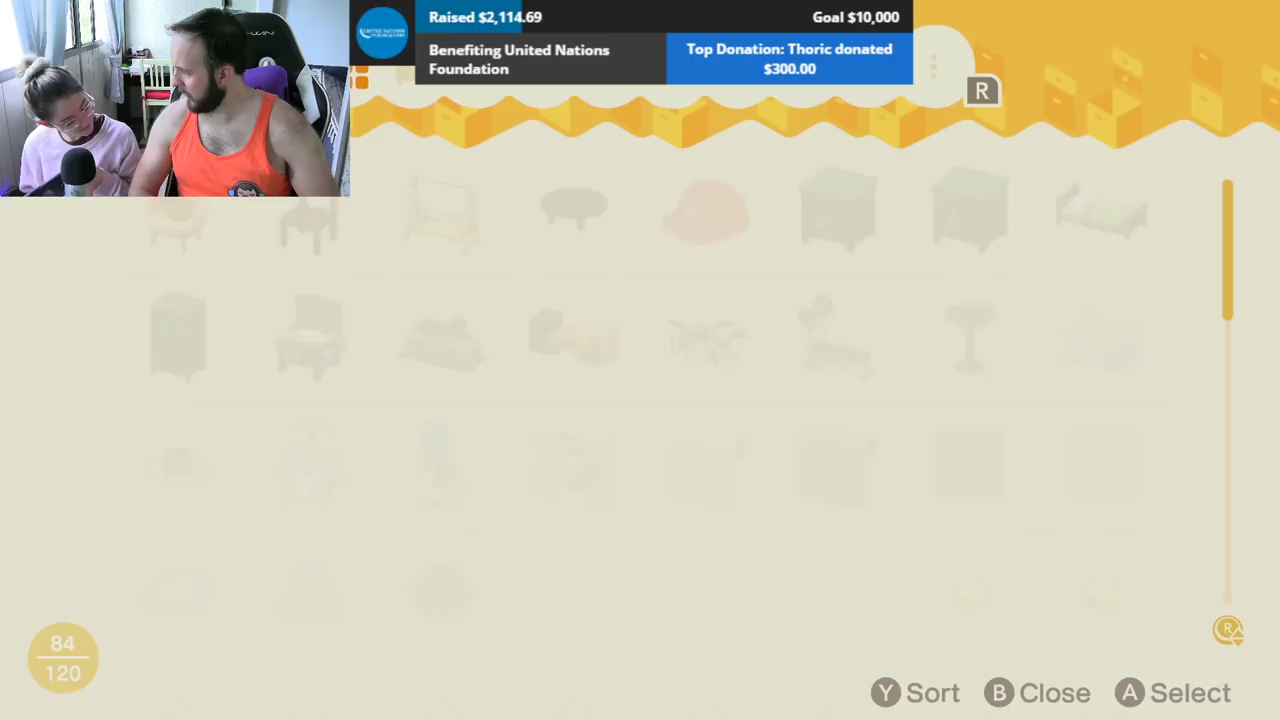 Raised $2,114.69
Goal $10,000
Benefiting United Nations
Foundation
Top Donation: Thoric donated
$300.00
R
R
84
120
Y Sort
B Close
A Select